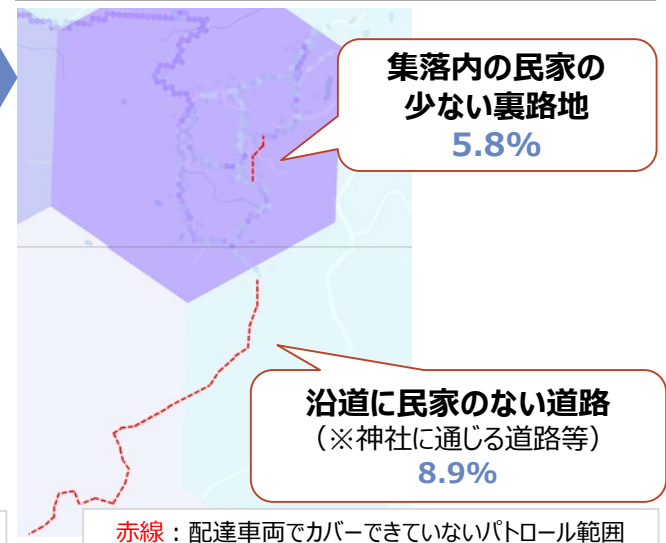 集落内の民家の
少ない裏路地
5.8%
沿道に民家のない道路
（※神社に通じる道路等）
8.9%
赤線：配達車両でカバーできていないパトロール範囲